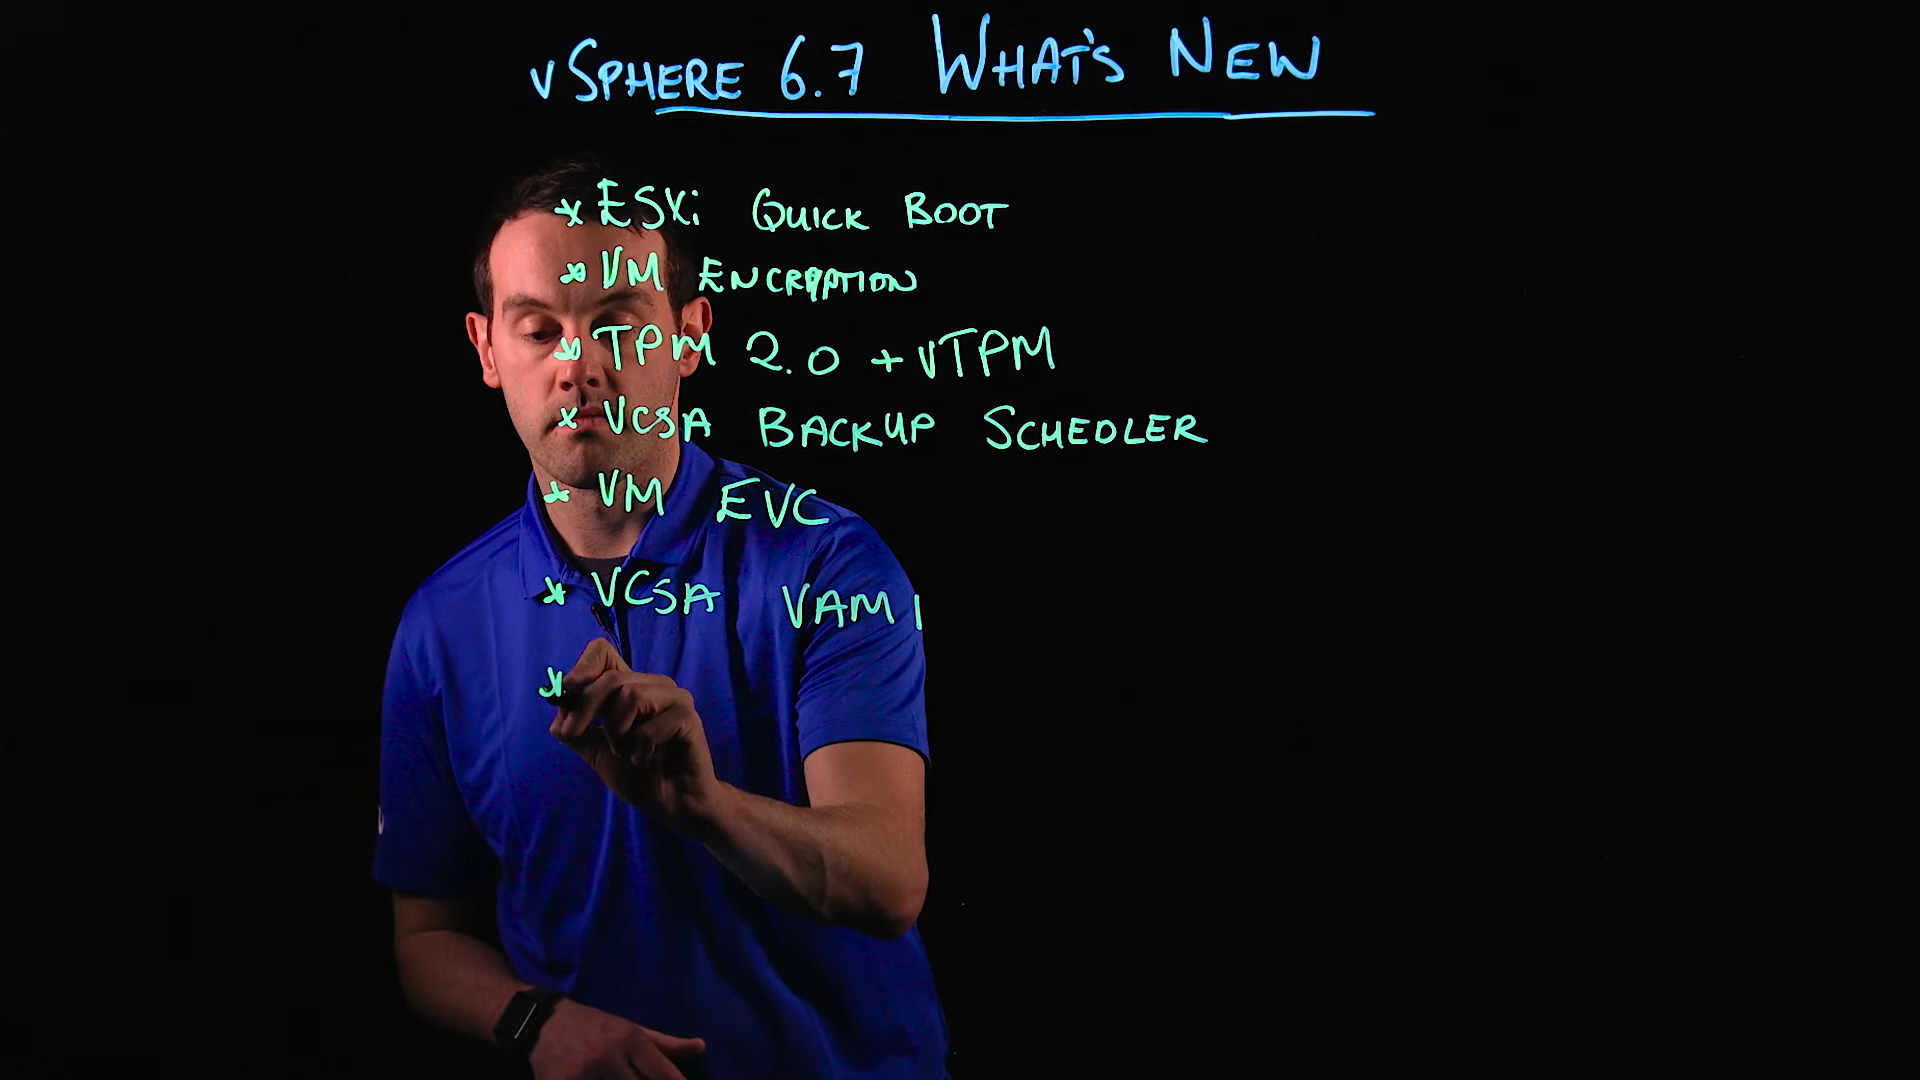 vSPHERE 6.7 WHAT'S NEW
* ESXi QUICK BOOT
* VM ENCRYPTION
* TPM 2.0 + vTPM
* VCSA BACKUP SCHEDLER
* VM EVC
* VCSA VAMI
*